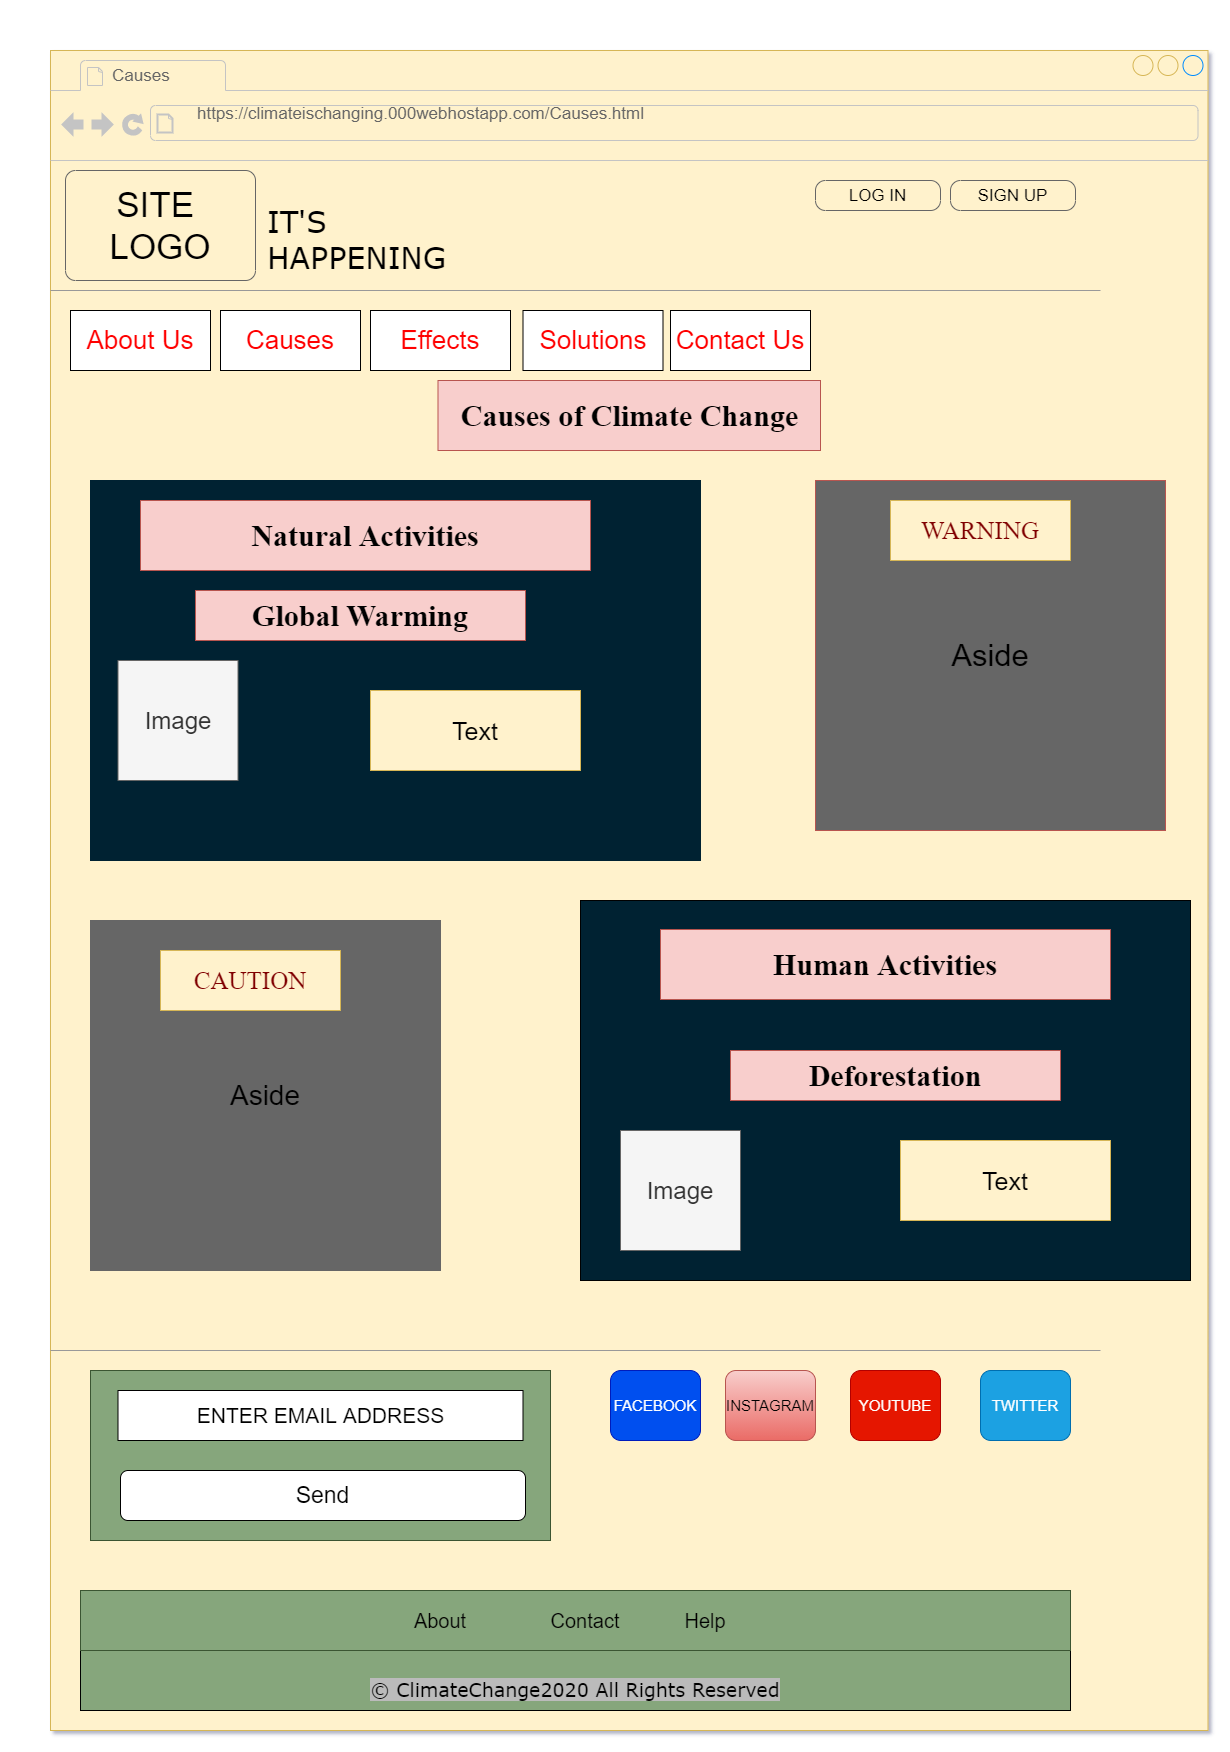 Causes
https://climateischanging.000webhostapp.com/Causes.html
SITE
LOGO
IT'S
HAPPENING
LOG IN
SIGN UP
About Us
Causes
Effects
Solutions
Contact Us
Causes of Climate Change
Natural Activities
Global Warming
Image
Text
WARNING
Aside
CAUTION
Aside
Human Activities
Deforestation
Image
Text
ENTER EMAIL ADDRESS
Send
FACEBOOK
INSTAGRAM
YOUTUBE
TWITTER
About
Contact
Help
© ClimateChange2020 All Rights Reserved